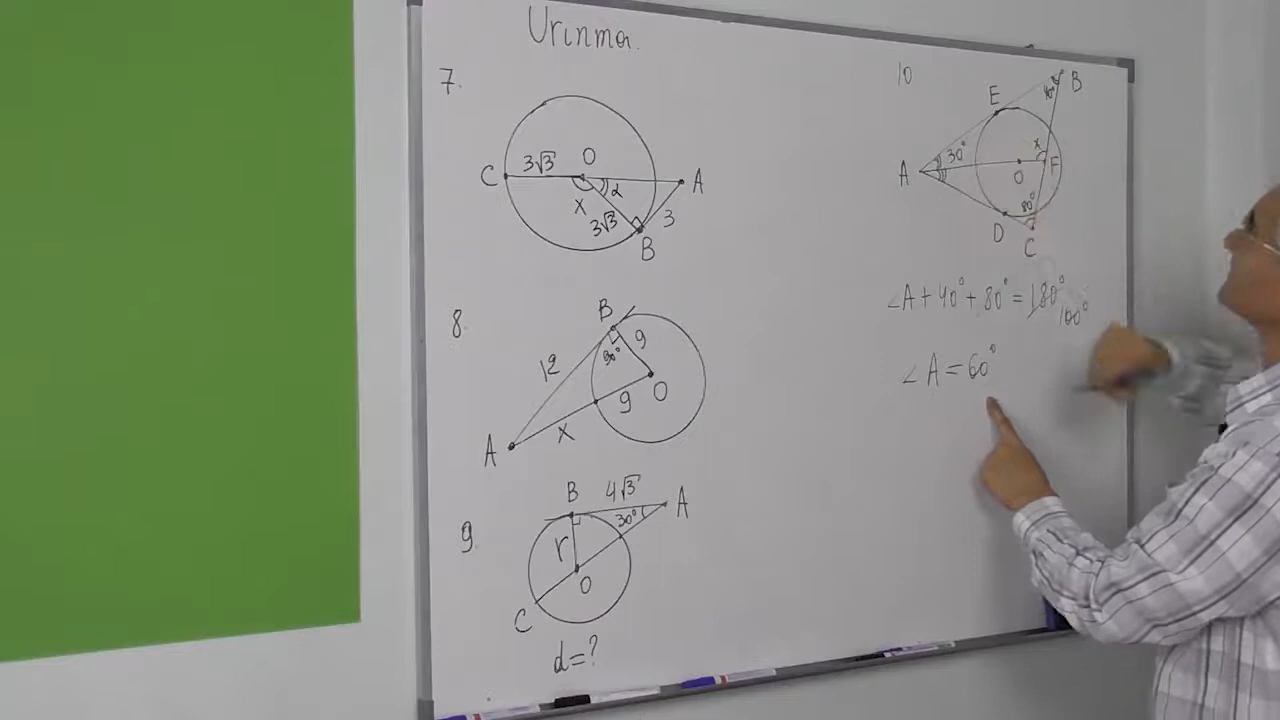 Urinma.
7.
C 3√3 O A
α
x
3√3 3
B
8.
B
12 90° 9
9 O
A x
9.
B 4√3 A
30°
r
O
C
d=?
10
B
40°
E
30° x
A O F
80°
D C
∠A+40°+80°=180°
100°
∠A=60°